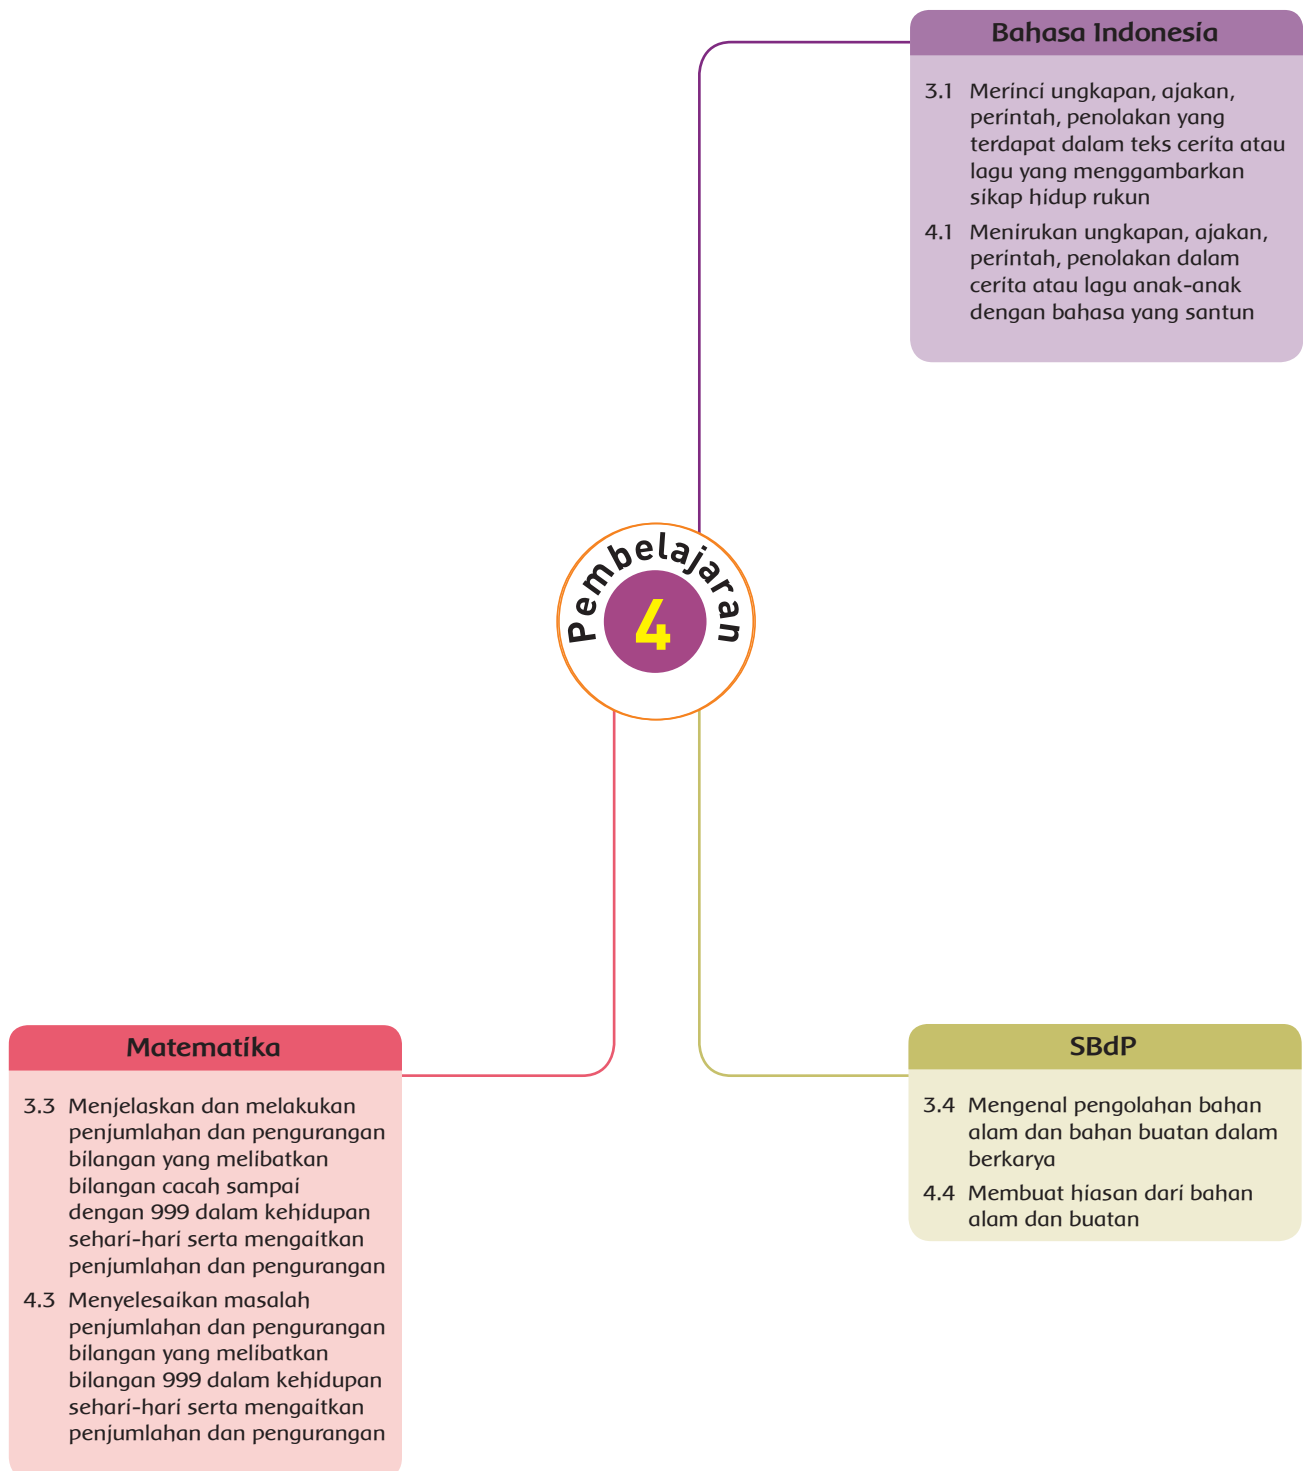 Bahasa Indonesia
3.1 Merinci ungkapan, ajakan,
perintah, penolakan yang
terdapat dalam teks cerita atau
lagu yang menggambarkan
sikap hidup rukun
4.1 Menirukan ungkapan, ajakan,
perintah, penolakan dalam
cerita atau lagu anak-anak
dengan bahasa yang santun
Pembelajaran
4
Matematika
3.3 Menjelaskan dan melakukan
penjumlahan dan pengurangan
bilangan yang melibatkan
bilangan cacah sampai
dengan 999 dalam kehidupan
sehari-hari serta mengaitkan
penjumlahan dan pengurangan
4.3 Menyelesaikan masalah
penjumlahan dan pengurangan
bilangan yang melibatkan
bilangan 999 dalam kehidupan
sehari-hari serta mengaitkan
penjumlahan dan pengurangan
SBdP
3.4 Mengenal pengolahan bahan
alam dan bahan buatan dalam
berkarya
4.4 Membuat hiasan dari bahan
alam dan buatan